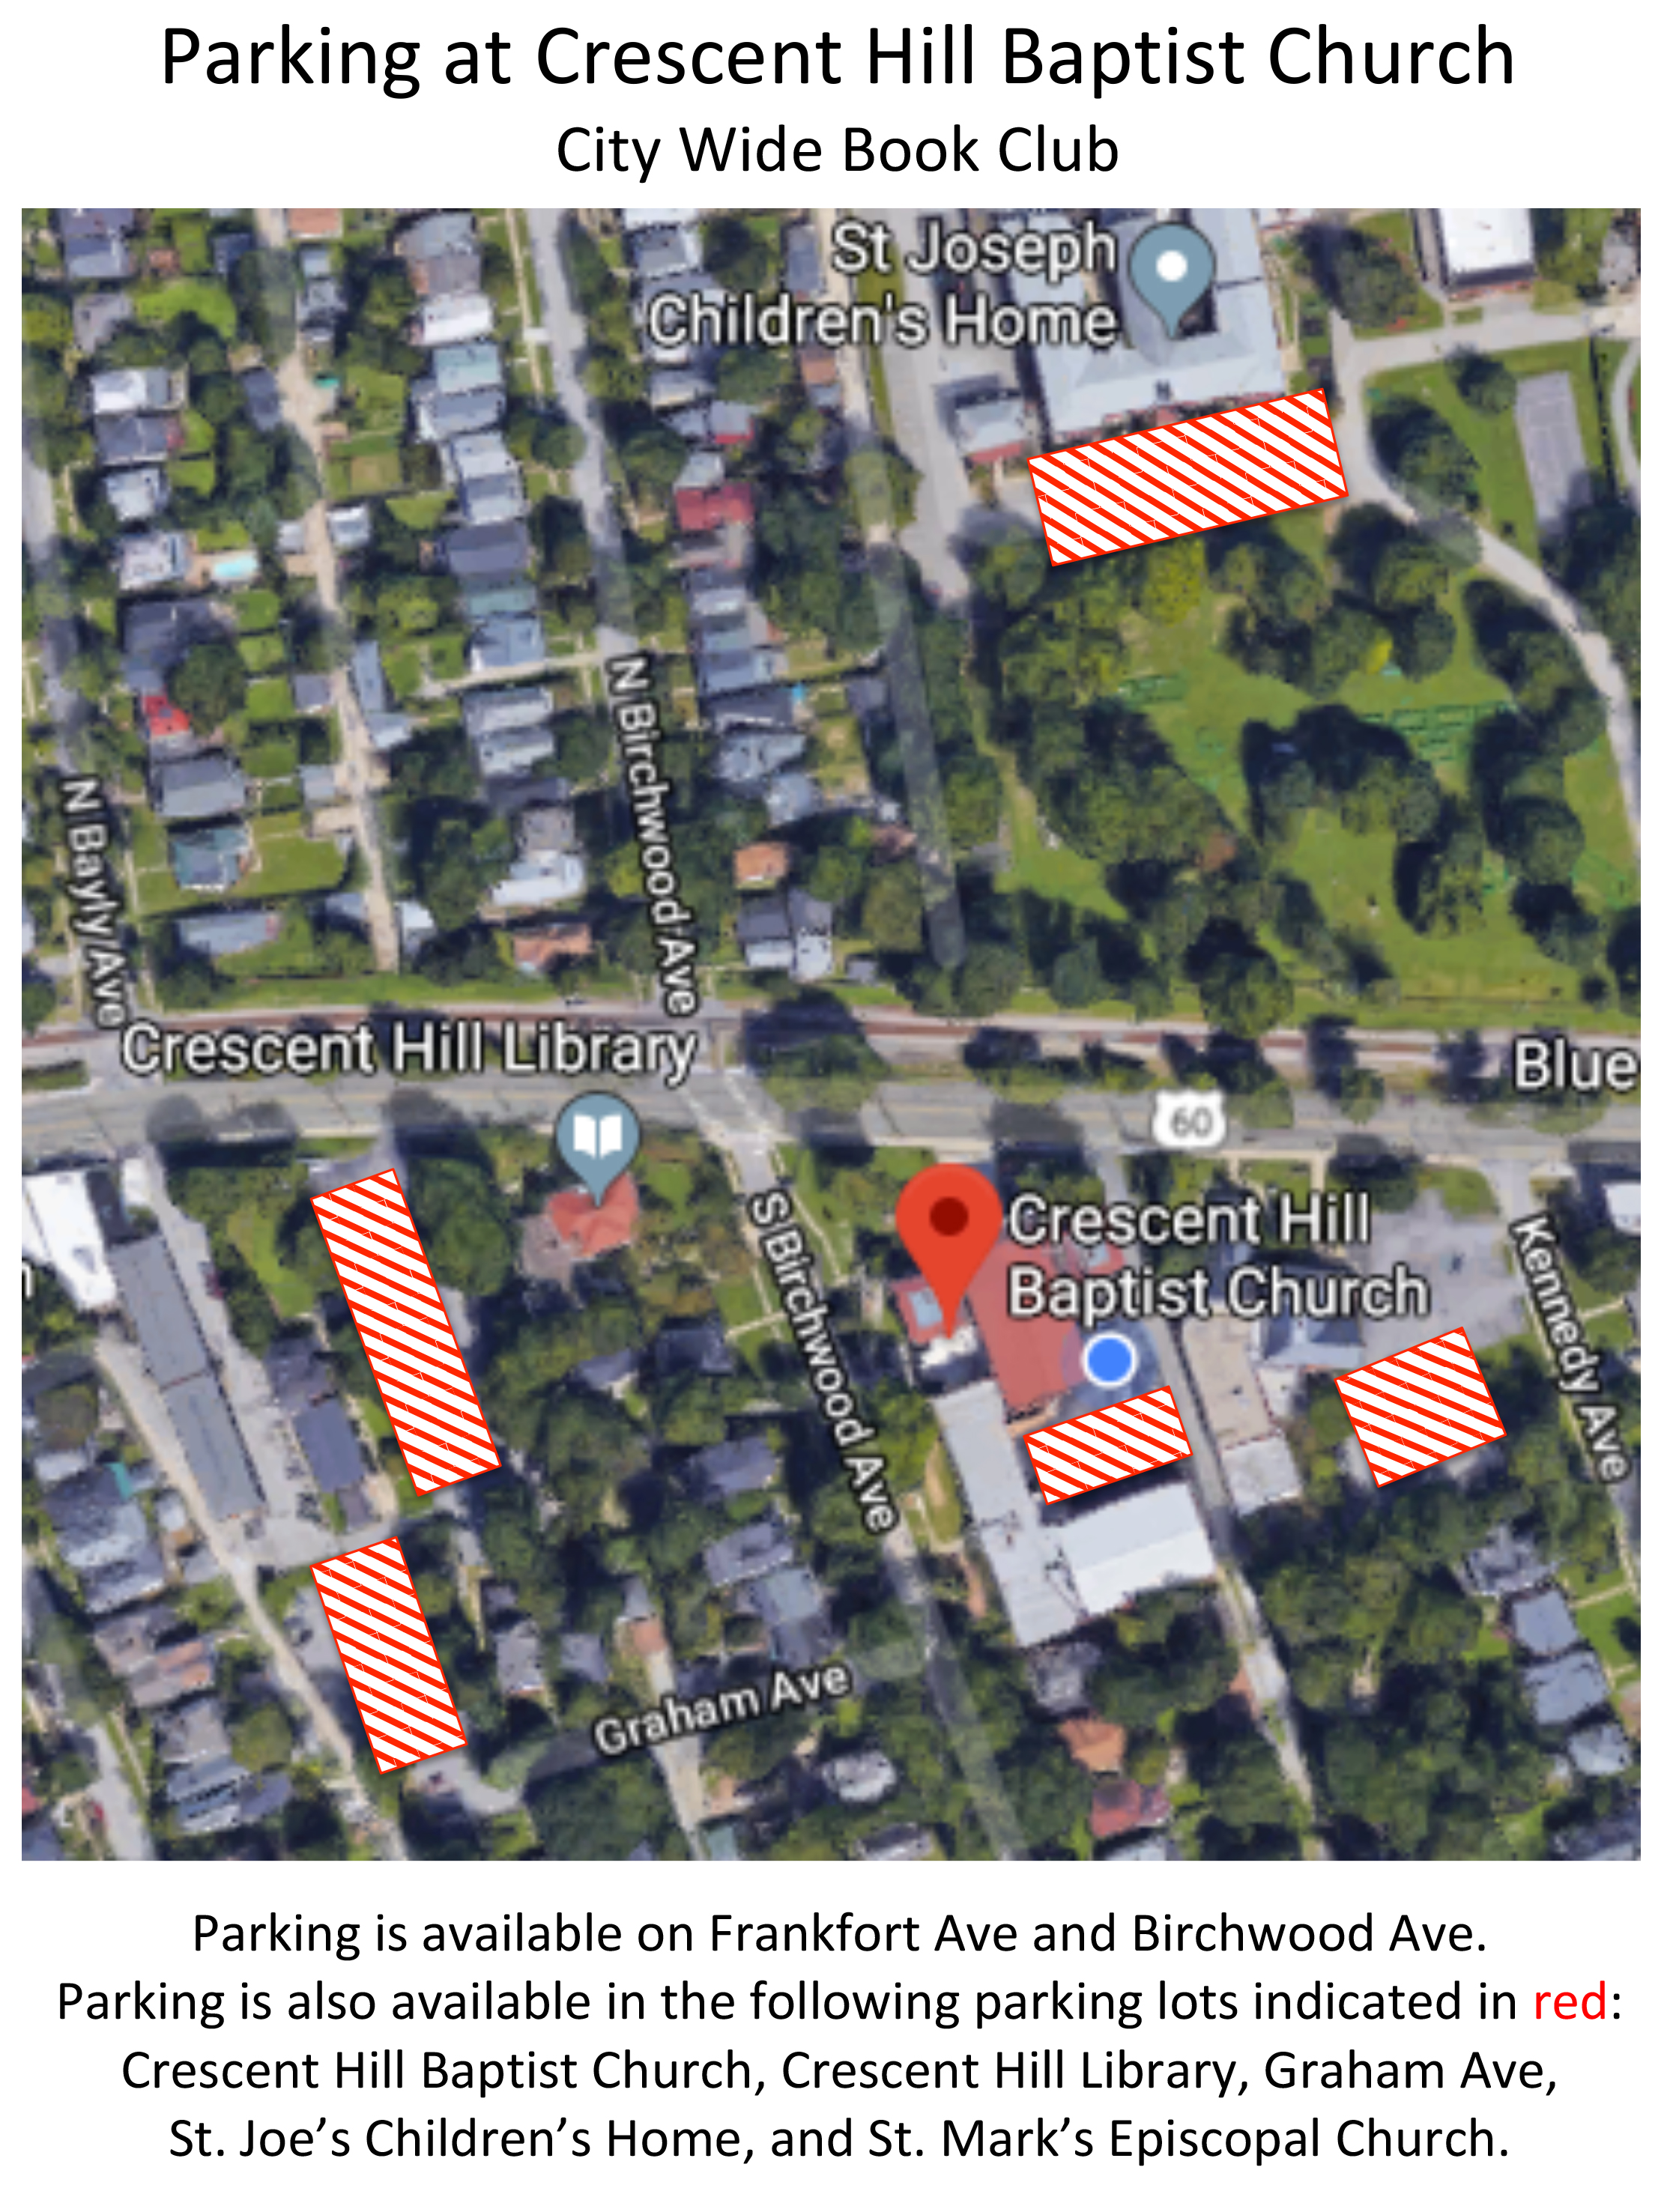 Parking at Crescent Hill Baptist Church
City Wide Book Club
St Joseph
Children's Home
N Birchwood Ave
N Bayly Ave
Crescent Hill Library
Blue
60
S Birchwood Ave
Crescent Hill
Baptist Church
Kennedy Ave
Graham Ave
Parking is available on Frankfort Ave and Birchwood Ave.
Parking is also available in the following parking lots indicated in red:
Crescent Hill Baptist Church, Crescent Hill Library, Graham Ave,
St. Joe’s Children’s Home, and St. Mark’s Episcopal Church.